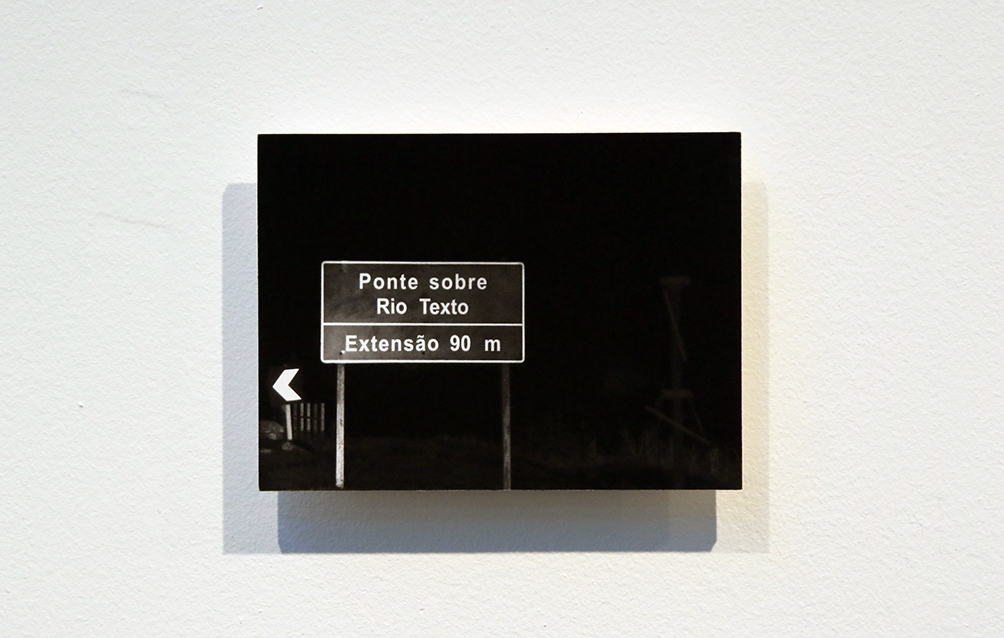 Ponte sobre
Rio Texto
Extensão 90 m